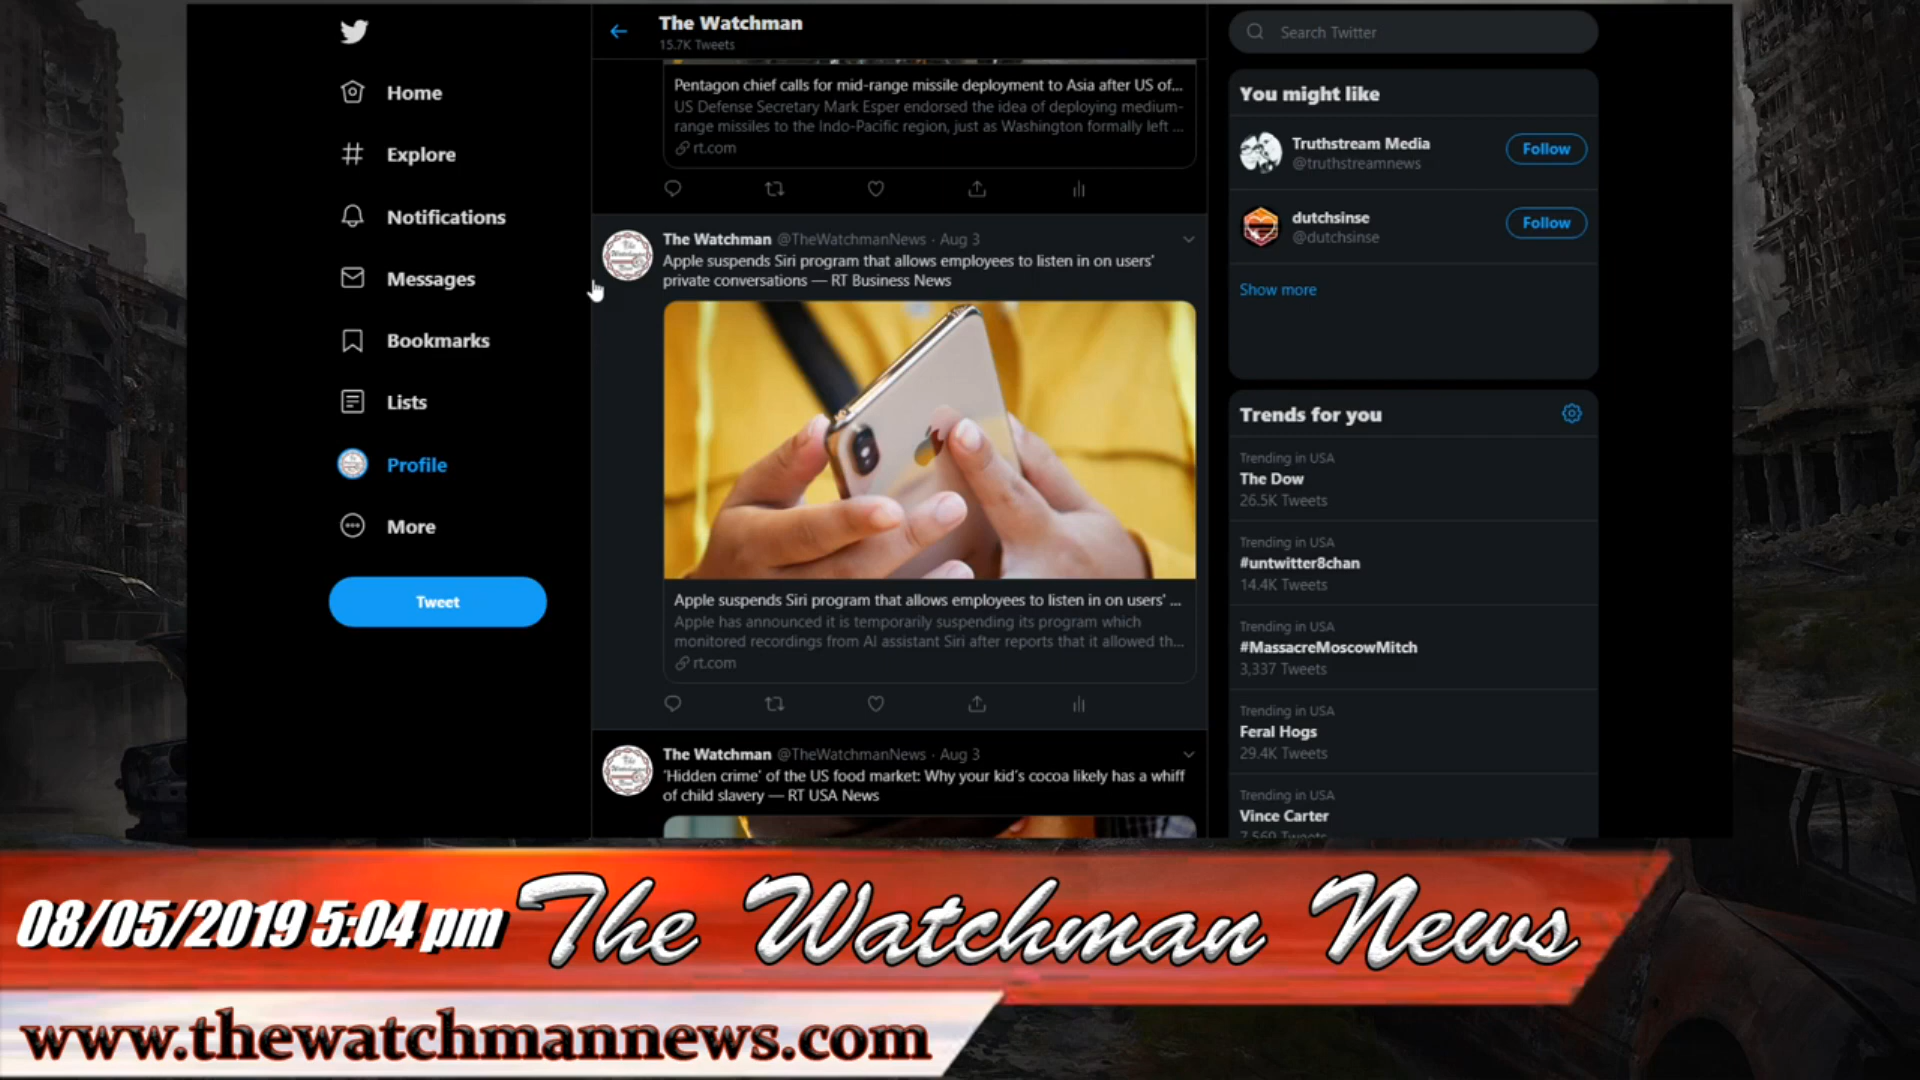 Home
Explore
Notifications
Messages
Bookmarks
Lists
Profile
More
Tweet
The Watchman
15.7K Tweets
Pentagon chief calls for mid-range missile deployment to Asia after US of...
US Defense Secretary Mark Esper endorsed the idea of deploying medium-
range missiles to the Indo-Pacific region, just as Washington formally left ...
rt.com
The Watchman @TheWatchmanNews · Aug 3
Apple suspends Siri program that allows employees to listen in on users'
private conversations — RT Business News
Apple suspends Siri program that allows employees to listen in on users' ...
Apple has announced it is temporarily suspending its program which
monitored recordings from AI assistant Siri after reports that it allowed th...
rt.com
The Watchman @TheWatchmanNews · Aug 3
'Hidden crime' of the US food market: Why your kid's cocoa likely has a whiff
of child slavery — RT USA News
Search Twitter
You might like
Truthstream Media
@truthstreamnews
Follow
dutchsinse
@dutchsinse
Follow
Show more
Trends for you
Trending in USA
The Dow
26.5K Tweets
Trending in USA
#untwitter8chan
14.4K Tweets
Trending in USA
#MassacreMoscowMitch
3,337 Tweets
Trending in USA
Feral Hogs
29.4K Tweets
Trending in USA
Vince Carter
7,569 Tweets
08/05/2019 5:04 pm The Watchman News
www.thewatchmannews.com